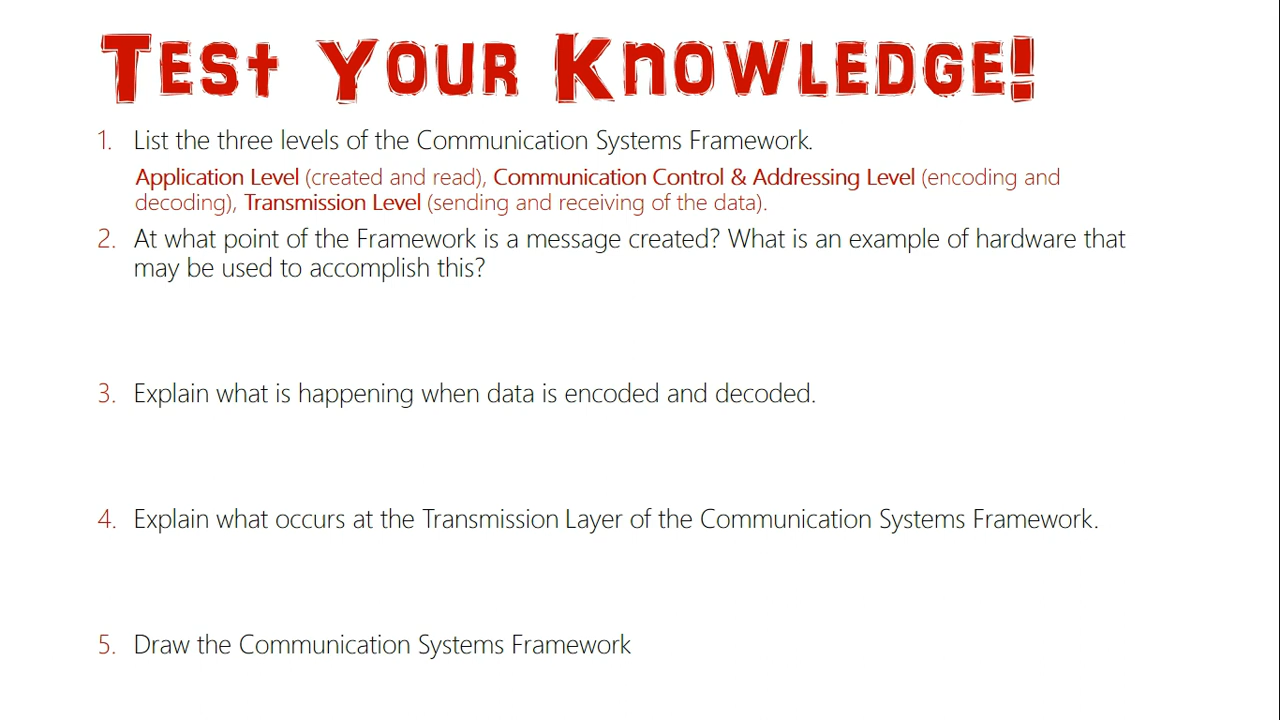 Test Your Knowledge!
1. List the three levels of the Communication Systems Framework.
Application Level (created and read), Communication Control & Addressing Level (encoding and
decoding), Transmission Level (sending and receiving of the data).
2. At what point of the Framework is a message created? What is an example of hardware that
may be used to accomplish this?
3. Explain what is happening when data is encoded and decoded.
4. Explain what occurs at the Transmission Layer of the Communication Systems Framework.
5. Draw the Communication Systems Framework